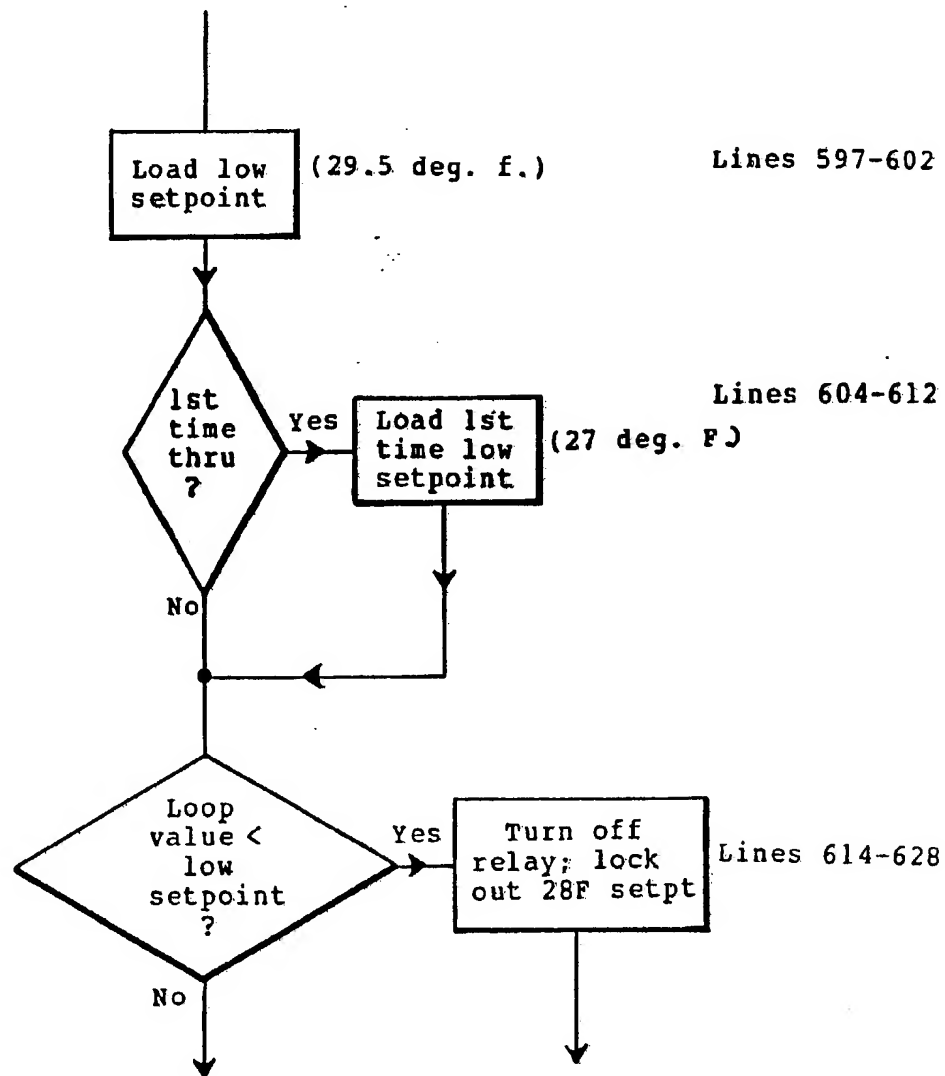 Load low
setpoint
(29.5 deg. f.)
Lines 597-602
1st
time
thru
?
Yes
Load 1st
time low
setpoint
(27 deg. F.)
Lines 604-612
No
Loop
value <
low
setpoint
?
Yes
Turn off
relay; lock
out 28F setpt
Lines 614-628
No